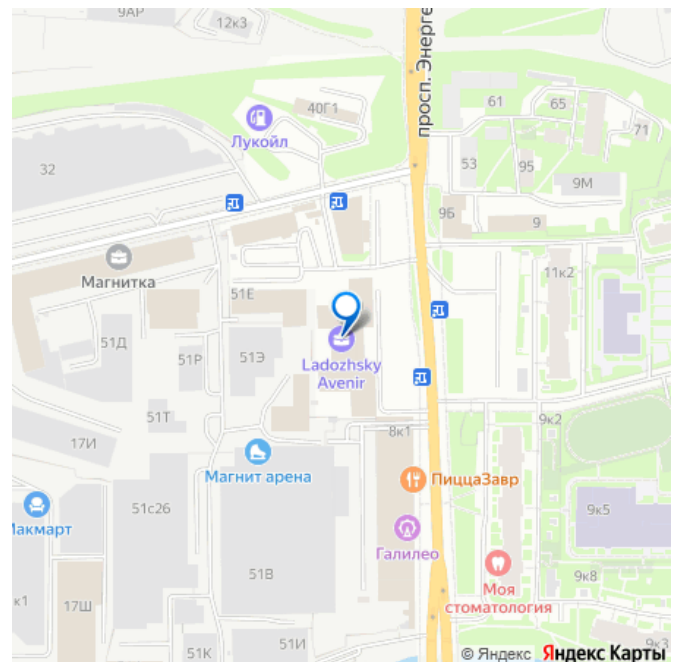 9АР
12к3
просп. Энерге
40Г1
Лукойл
61
65
71
32
53
95
9М
9Б
9
Магнитка
51Е
11к2
51Д
51Р
51Э
Ladozhsky
Avenir
51Т
9к2
17И
8к1
Магнит арена
ПиццаЗавр
51с26
Макмарт
9к5
Галилео
51В
Моя
стоматология
9к8
к1
17Ш
51К
51И
9к3
© Яндекс Яндекс Карты